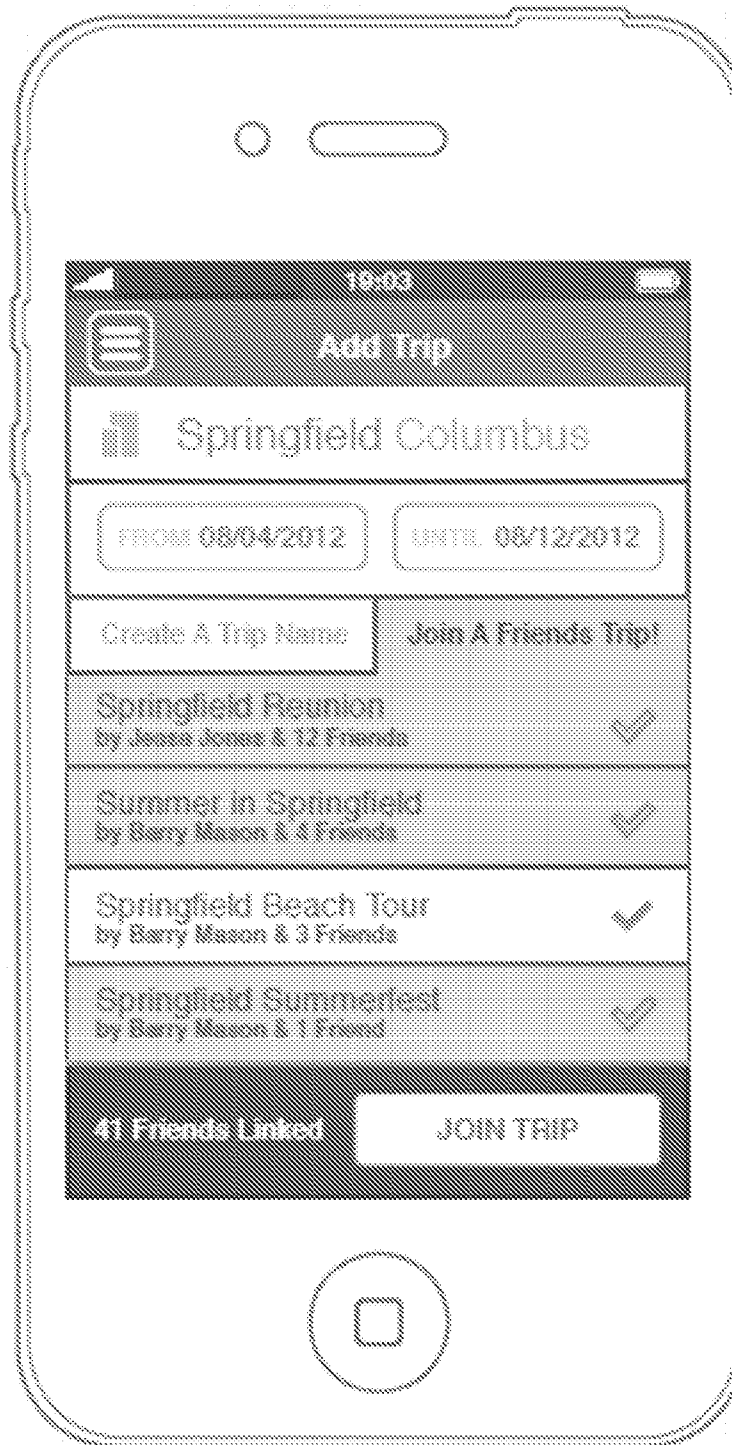 19:03
Add Trip
Springfield Columbus
FROM 08/04/2012 UNTIL 08/12/2012
Create A Trip Name Join A Friends Trip!
Springfield Reunion
by Jesse Jones & 12 Friends
Summer in Springfield
by Barry Mason & 4 Friends
Springfield Beach Tour
by Barry Mason & 3 Friends
Springfield Summerfest
by Barry Mason & 1 Friend
41 Friends Linked JOIN TRIP